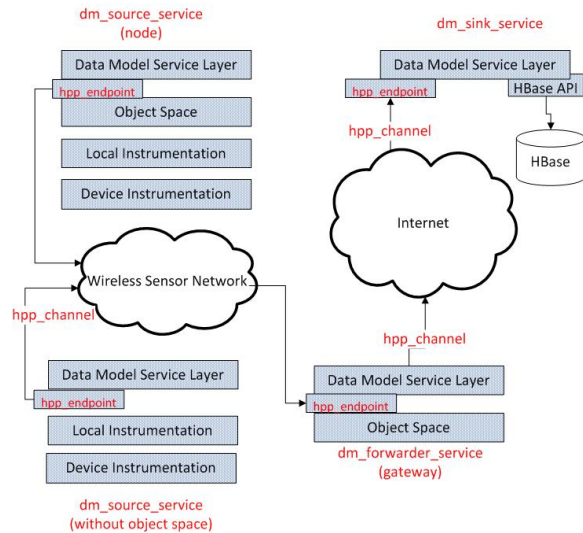 dm_source_service
(node)
Data Model Service Layer
hpp_endpoint
Object Space
Local Instrumentation
Device Instrumentation
dm_sink_service
Data Model Service Layer
hpp_endpoint
HBase API
hpp_channel
HBase
Internet
Wireless Sensor Network
hpp_channel
hpp_channel
Data Model Service Layer
hpp_endpoint
Local Instrumentation
Device Instrumentation
dm_source_service
(without object space)
Data Model Service Layer
hpp_endpoint
Object Space
dm_forwarder_service
(gateway)